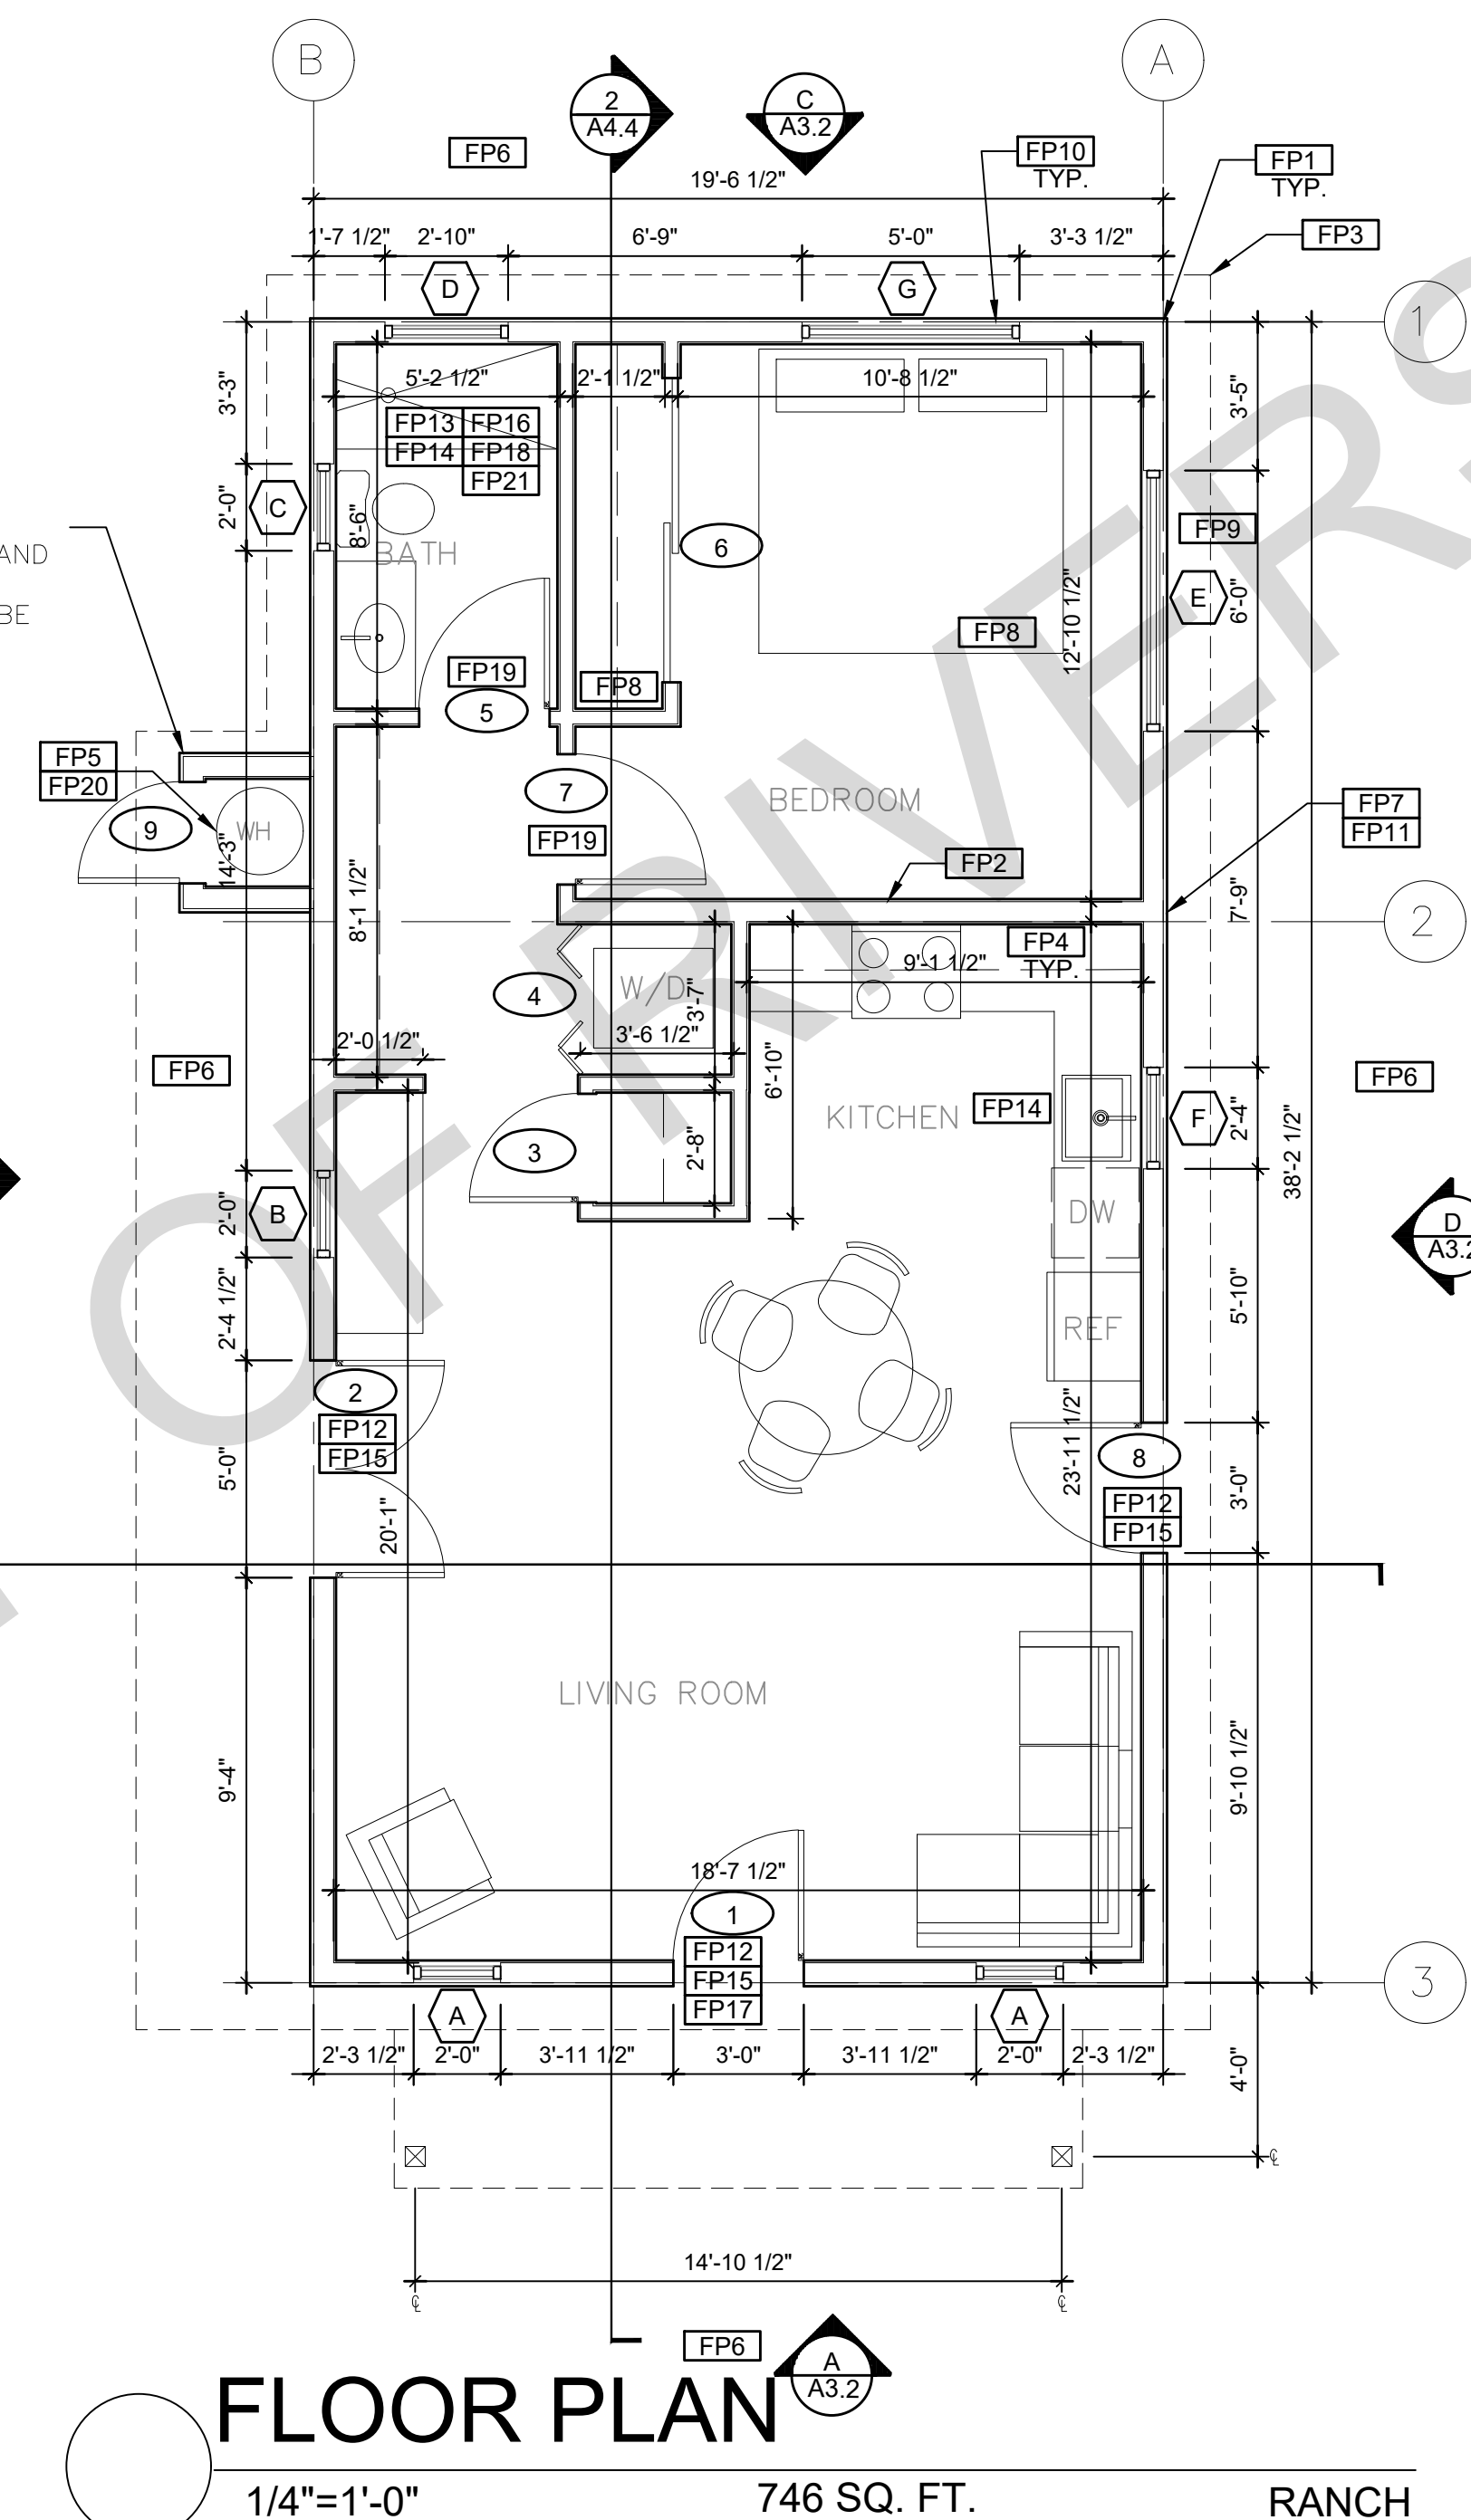 B
A
2
A4.4
C
A3.2
FP6
FP10
TYP.
FP1
TYP.
19'-6 1/2"
FP3
1'-7 1/2"
2'-10"
6'-9"
5'-0"
3'-3 1/2"
D
G
1
3'-3"
5'-2 1/2"
2'-1 1/2"
10'-8 1/2"
3'-5"
FP13
FP16
FP14
FP18
FP21
2'-0"
C
8'-6"
BATH
6
FP9
AND
BE
E
6'-0"
12'-10 1/2"
FP8
FP19
FP8
5
FP5
FP20
9
WH
14'-3"
7
FP19
BEDROOM
FP7
FP11
FP2
8'-1 1/2"
7'-9"
2
FP4
TYP.
9'-1 1/2"
4
W/D
3'-7"
2'-0 1/2"
3'-6 1/2"
FP6
6'-10"
FP6
KITCHEN
FP14
F
2'-4"
38'-2 1/2"
3
2'-8"
2'-0"
B
DW
D
A3.2
2'-4 1/2"
5'-10"
REF
2
FP12
FP15
5'-0"
20'-1"
23'-11 1/2"
8
FP12
FP15
3'-0"
LIVING ROOM
9'-4"
9'-10 1/2"
18'-7 1/2"
1
FP12
FP15
FP17
3
A
A
2'-3 1/2"
2'-0"
3'-11 1/2"
3'-0"
3'-11 1/2"
2'-0"
2'-3 1/2"
4'-0"
℄
14'-10 1/2"
℄
℄
FP6
A
A3.2
FLOOR PLAN
1/4"=1'-0"
746 SQ. FT.
RANCH
OF RIVERS